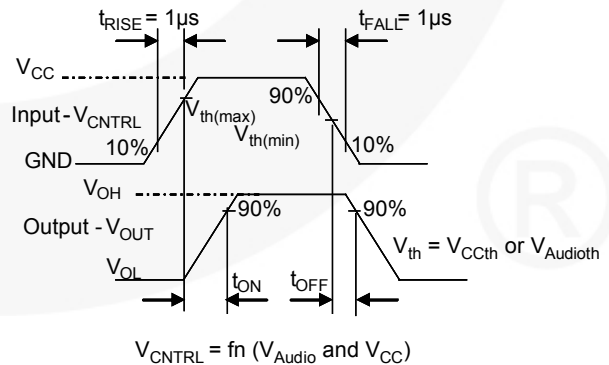 tRISE = 1µs
tFALL = 1µs
VCC
90%
Input - VCNTRL
Vth(max)
Vth(min)
10%
10%
GND
VOH
90%
90%
Output - VOUT
Vth = VCCth or VAudioth
VOL
tON
tOFF
VCNTRL = fn (VAudio and VCC)
®